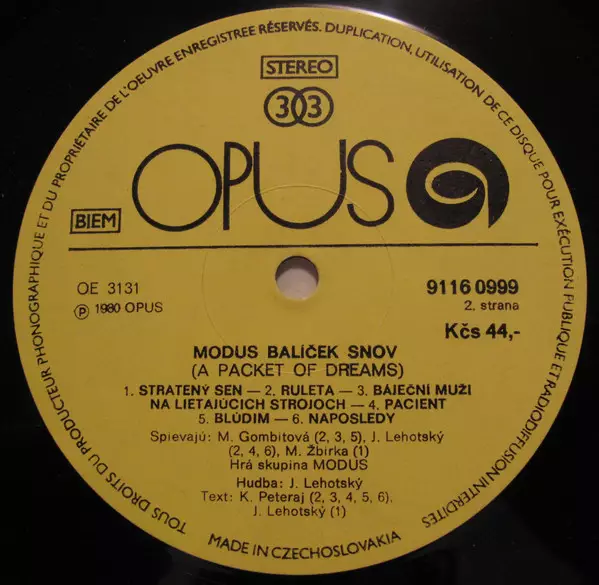 TOUS DROITS DU PRODUCTEUR PHONOGRAPHIQUE ET DU PROPRIÉTAIRE DE L'OEUVRE ENREGISTREE RÉSERVÉS. DUPLICATION, UTILISATION DE CE DISQUE POUR EXÉCUTION PUBLIQUE ET RADIODIFFUSION INTERDITES
STEREO
33
OPUS
BIEM
OE 3131
9116 0999
Ⓟ 1980 OPUS
2. strana
Kčs 44,-
MODUS BALÍČEK SNOV
(A PACKET OF DREAMS)
1. STRATENÝ SEN — 2. RULETA — 3. BÁJEČNI MUŽI
NA LIETAJÚCICH STROJOCH — 4. PACIENT
5. BLÚDIM — 6. NAPOSLEDY
Spievajú: M. Gombitová (2, 3, 5), J. Lehotský
(2, 4, 6), M. Žbirka (1)
Hrá skupina MODUS
Hudba: J. Lehotský
Text: K. Peteraj (2, 3, 4, 5, 6).
J. Lehotský (1)
MADE IN CZECHOSLOVAKIA